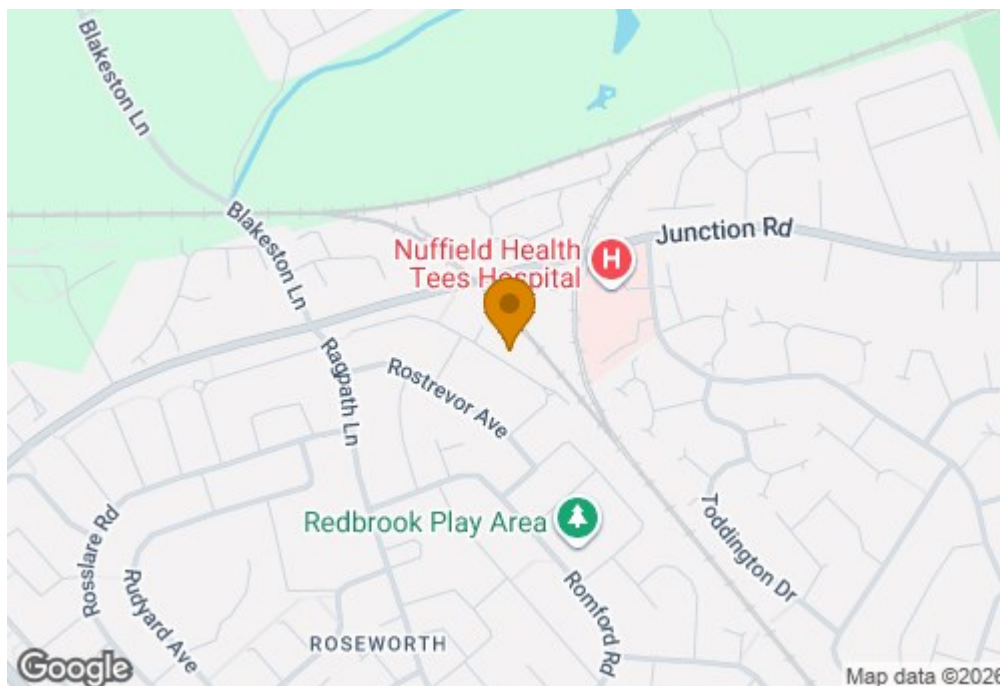 Blakeston Ln
Blakeston Ln
Nuffield Health
Tees Hospital
H
Junction Rd
Ragpath Ln
Rostrevor Ave
Redbrook Play Area
Rosslare Rd
Rudyard Ave
Toddington Dr
Romford Rd
ROSEWORTH
Google
Map data ©2026